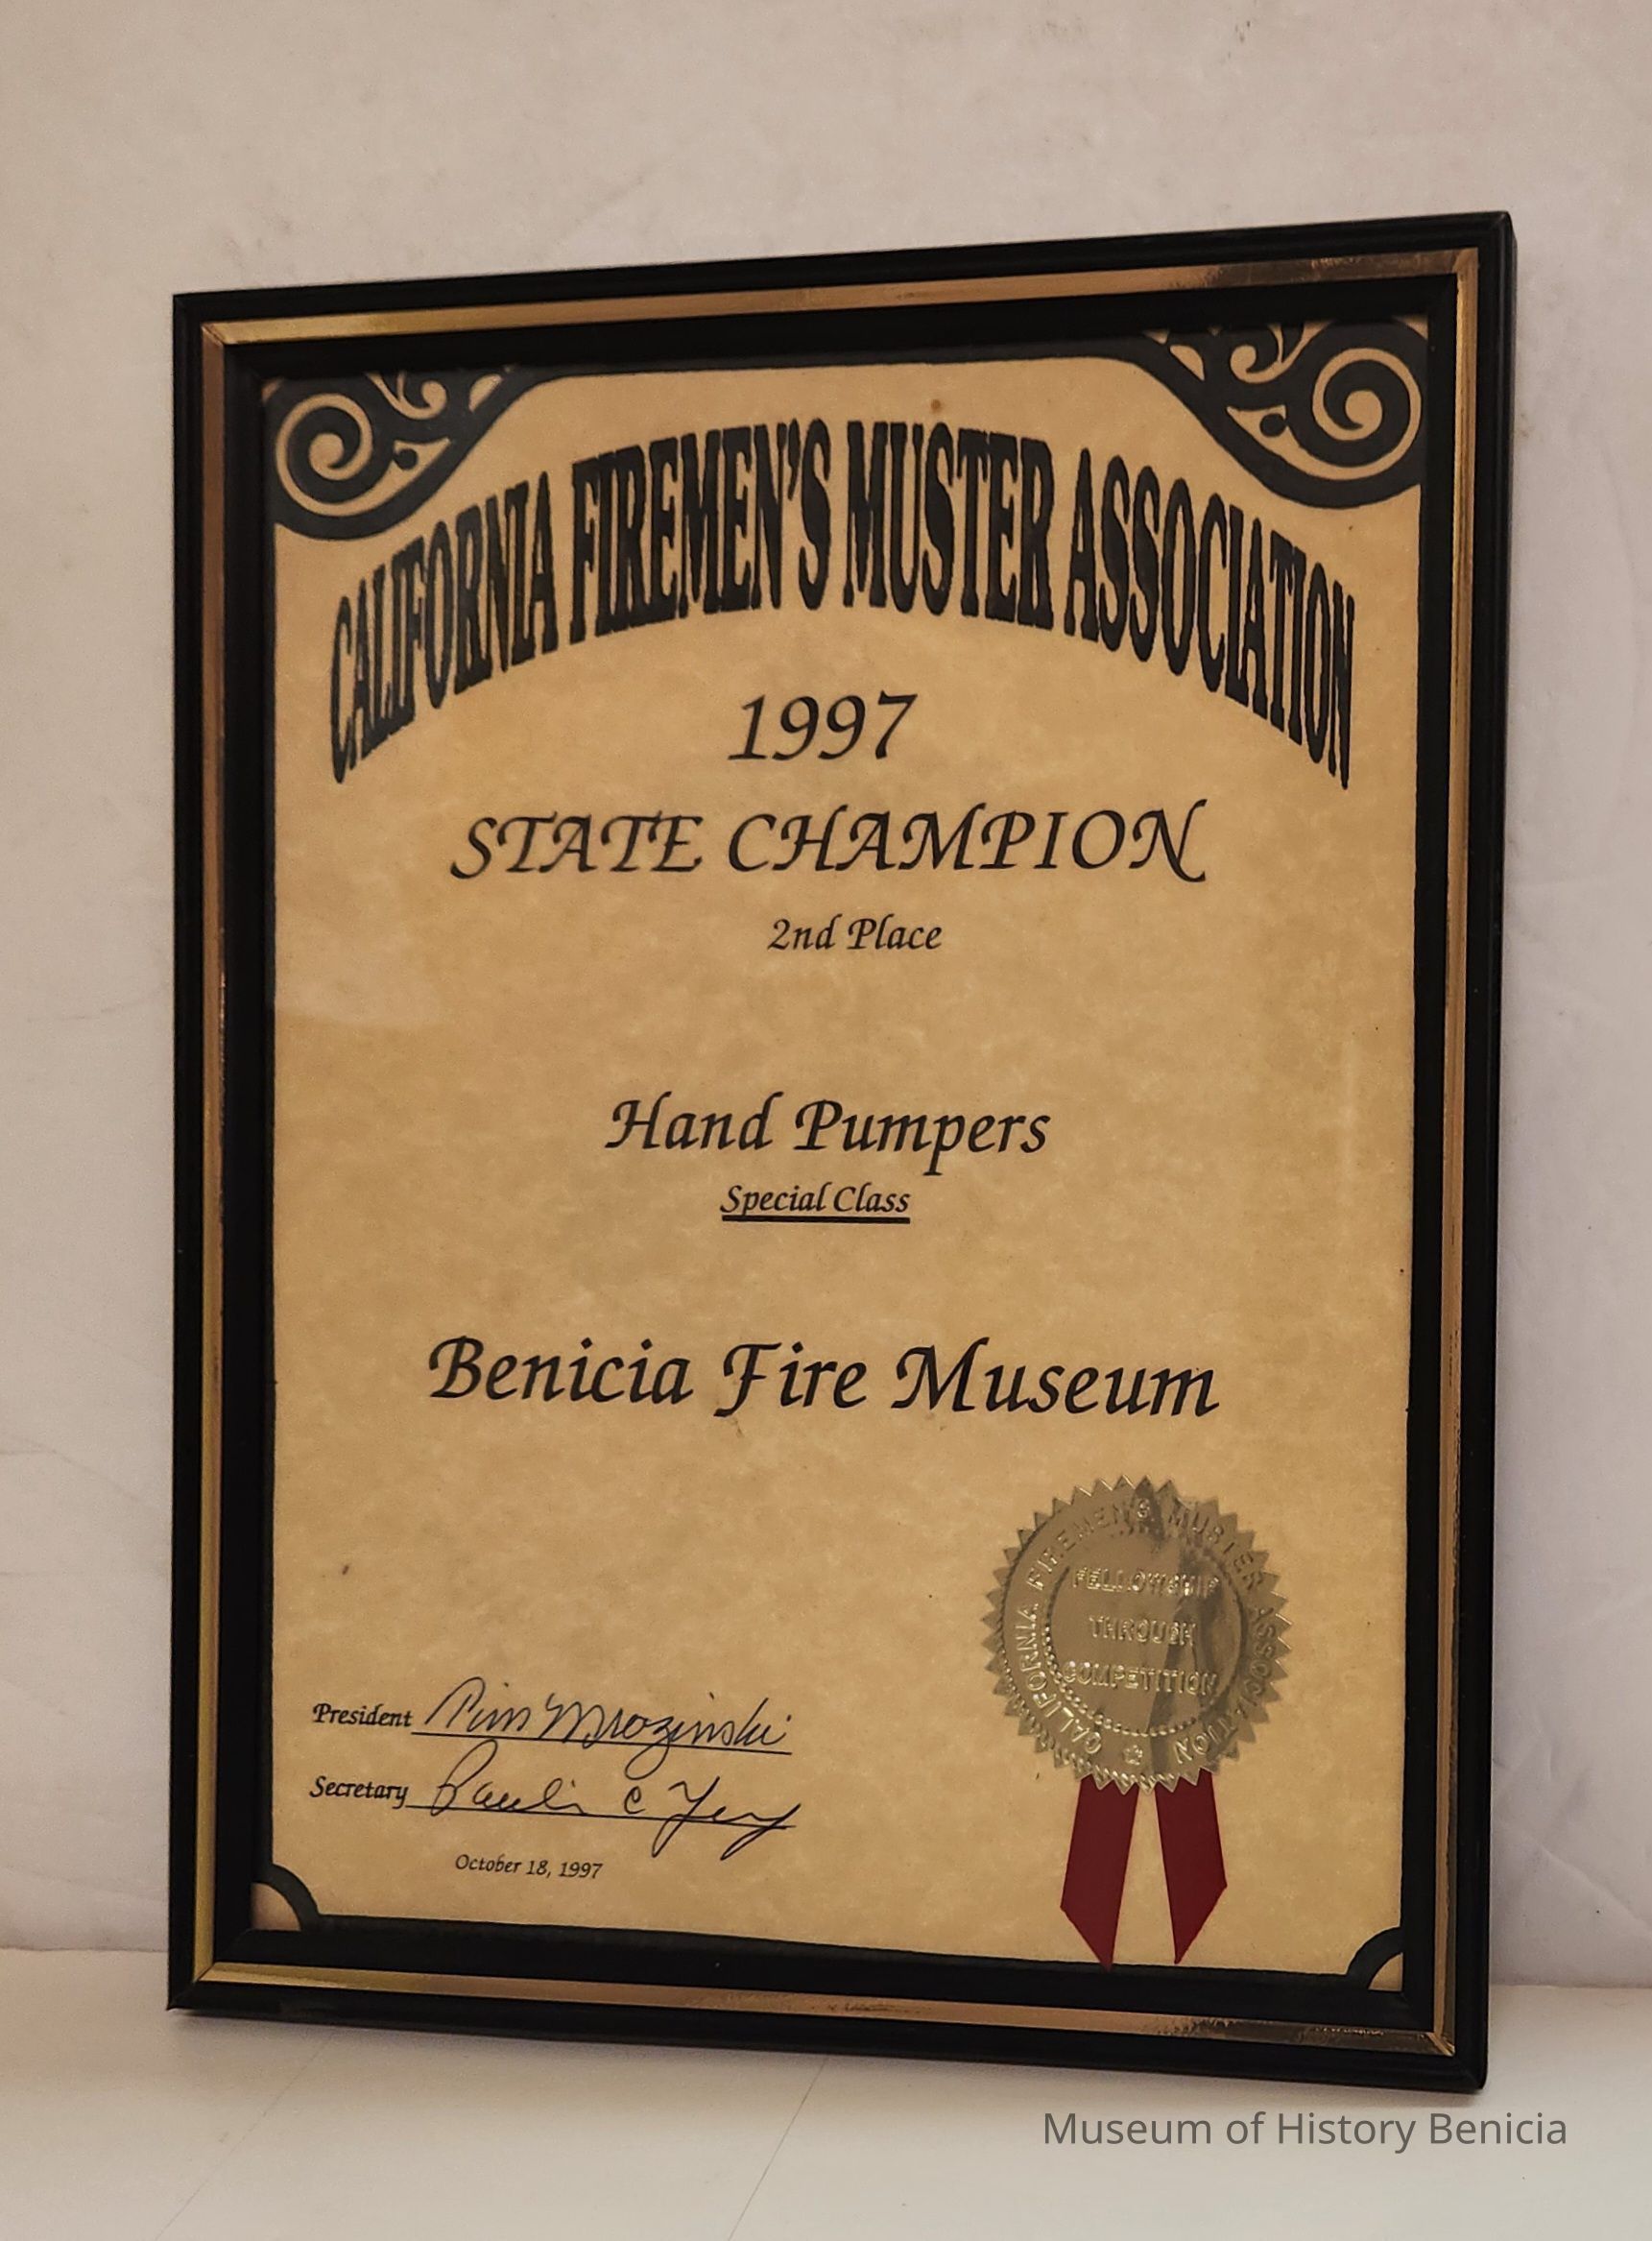 CALIFORNIA FIREMEN'S MUSTER ASSOCIATION
1997
STATE CHAMPION
2nd Place
Hand Pumpers
Special Class
Benicia Fire Museum
CALIFORNIA FIREMEN'S MUSTER ASSOCIATION
FELLOWSHIP
THROUGH
COMPETITION
President Mrozinski
Secretary
October 18, 1997
Museum of History Benicia